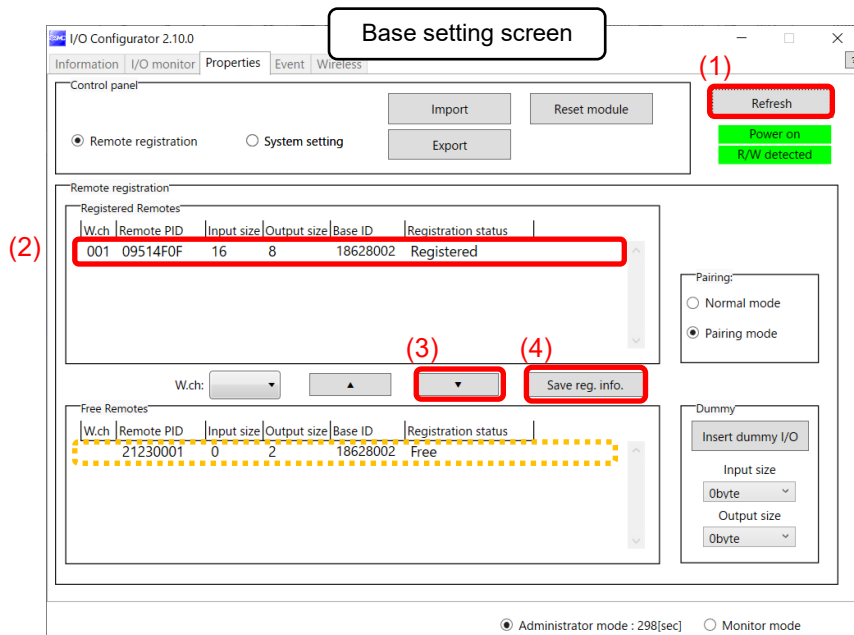 Base setting screen
I/O Configurator 2.10.0
Information I/O monitor Properties Event Wireless
(1)
Control panel
Import Reset module Refresh
Remote registration System setting Export
Power on
R/W detected
Remote registration
Registered Remotes
W.ch Remote PID Input size Output size Base ID Registration status
(2)
001 09514F0F 16 8 18628002 Registered
Pairing:
Normal mode
Pairing mode
(3) (4)
W.ch: ▲ ▼ Save reg. info.
Free Remotes
W.ch Remote PID Input size Output size Base ID Registration status
21230001 0 2 18628002 Free
Dummy
Insert dummy I/O
Input size
0byte
Output size
0byte
Administrator mode : 298[sec] Monitor mode